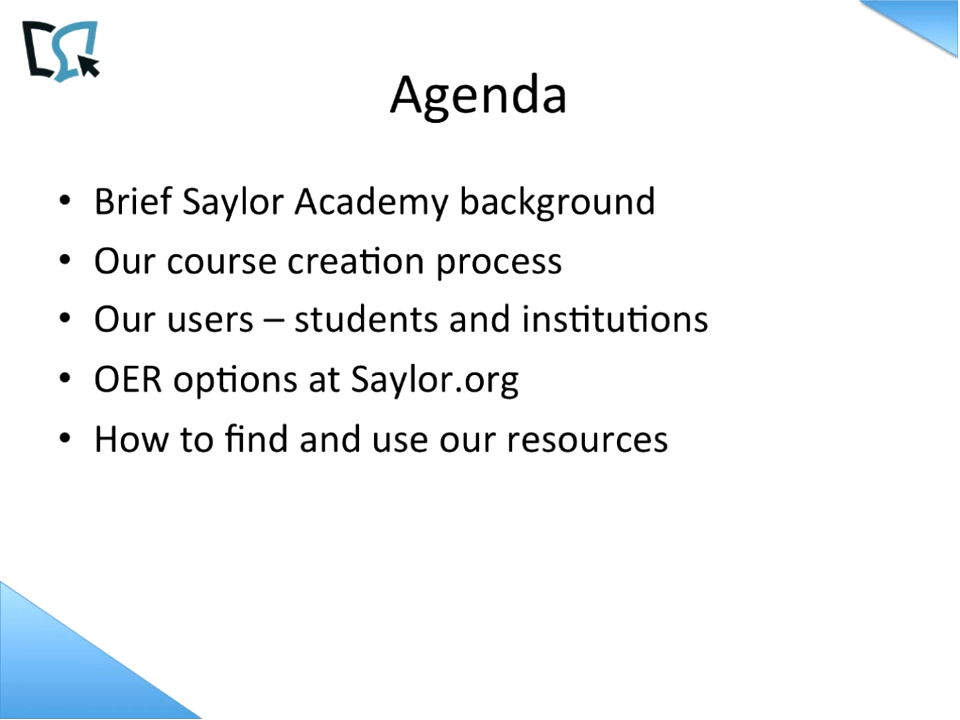 Agenda
• Brief Saylor Academy background
• Our course creation process
• Our users – students and institutions
• OER options at Saylor.org
• How to find and use our resources